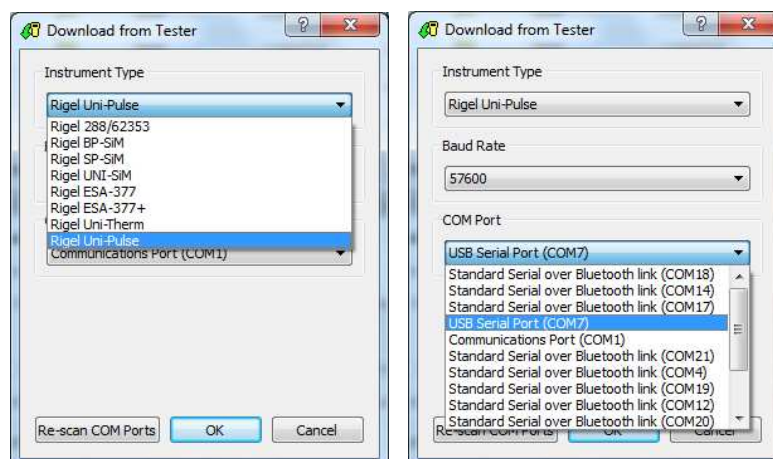 Download from Tester
Instrument Type
Rigel Uni-Pulse
Rigel 288/62353
Rigel BP-SiM
Rigel SP-SiM
Rigel UNI-SiM
Rigel ESA-377
Rigel ESA-377+
Rigel Uni-Therm
Rigel Uni-Pulse
Communications Port (COM1)
Re-scan COM Ports
OK
Cancel
Download from Tester
Instrument Type
Rigel Uni-Pulse
Baud Rate
57600
COM Port
USB Serial Port (COM7)
Standard Serial over Bluetooth link (COM18)
Standard Serial over Bluetooth link (COM14)
Standard Serial over Bluetooth link (COM17)
USB Serial Port (COM7)
Communications Port (COM1)
Standard Serial over Bluetooth link (COM21)
Standard Serial over Bluetooth link (COM4)
Standard Serial over Bluetooth link (COM19)
Standard Serial over Bluetooth link (COM12)
Standard Serial over Bluetooth link (COM20)